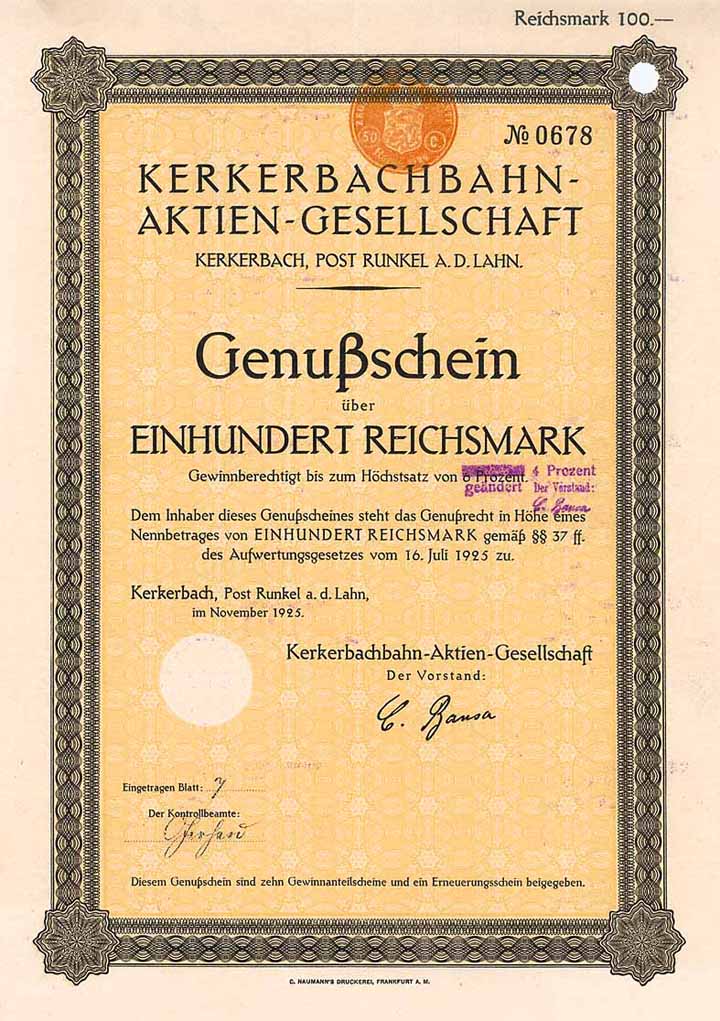 Reichsmark 100.—
50 C.
№ 0678
KERKERBACHBAHN-
AKTIEN-GESELLSCHAFT
KERKERBACH, POST RUNKEL A. D. LAHN.
Genußschein
über
EINHUNDERT REICHSMARK
Gewinnberechtigt bis zum Höchstsatz von 6 Prozent.
4 Prozent
geändert Der Vorstand:
C. Bansa
Dem Inhaber dieses Genußscheines steht das Genußrecht in Höhe eines
Nennbetrages von EINHUNDERT REICHSMARK gemäß §§ 37 ff.
des Aufwertungsgesetzes vom 16. Juli 1925 zu.
Kerkerbach, Post Runkel a. d. Lahn,
im November 1925.
Kerkerbachbahn-Aktien-Gesellschaft
Der Vorstand:
C. Bansa
Eingetragen Blatt: 7
Der Kontrollbeamte:
Diesem Genußschein sind zehn Gewinnanteilscheine und ein Erneuerungsschein beigegeben.
C. NAUMANN'S DRUCKEREI, FRANKFURT A. M.